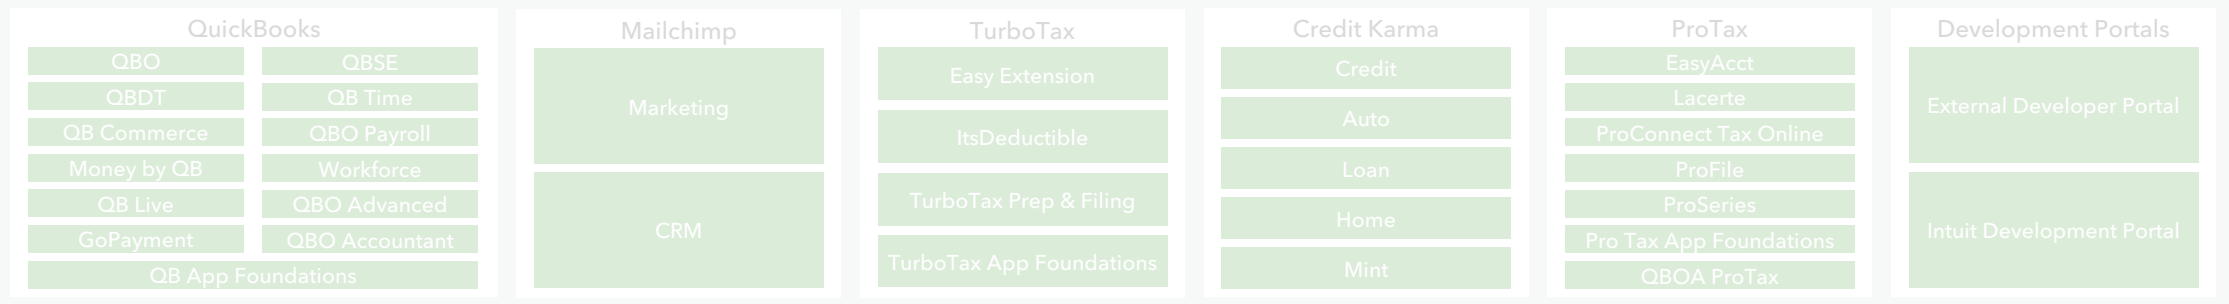 QuickBooks
QBO
QBSE
QBDT
QB Time
QB Commerce
QBO Payroll
Money by QB
Workforce
QB Live
QBO Advanced
GoPayment
QBO Accountant
QB App Foundations
Mailchimp
Marketing
CRM
TurboTax
Easy Extension
ItsDeductible
TurboTax Prep & Filing
TurboTax App Foundations
Credit Karma
Credit
Auto
Loan
Home
Mint
ProTax
EasyAcct
Lacerte
ProConnect Tax Online
ProFile
ProSeries
Pro Tax App Foundations
QBOA ProTax
Development Portals
External Developer Portal
Intuit Development Portal